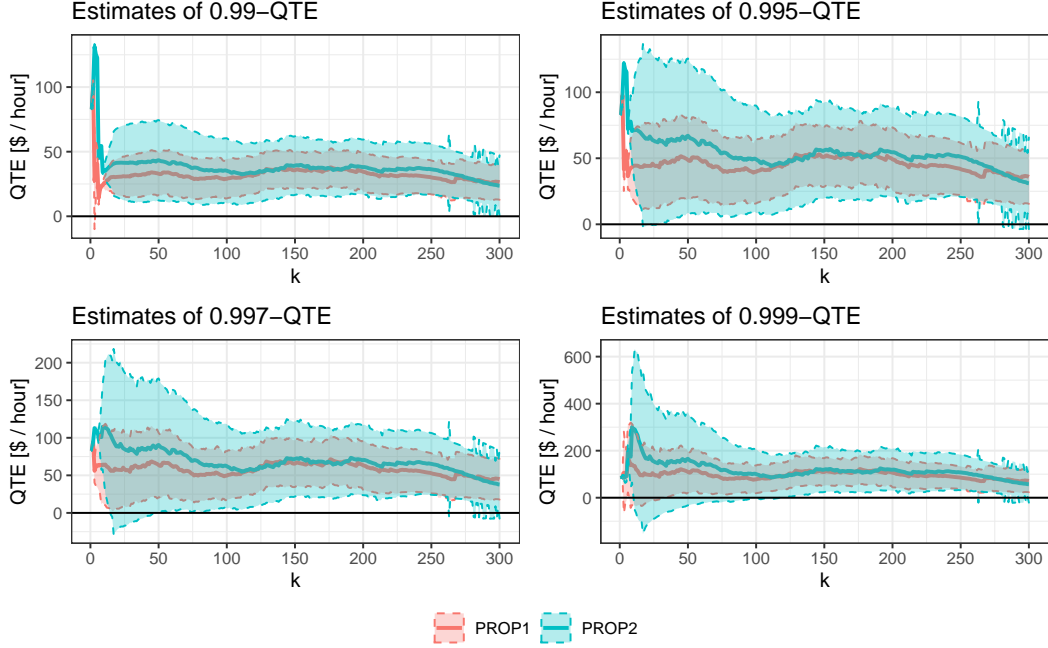 Estimates of 0.99−QTE
Estimates of 0.995−QTE
QTE [$ / hour]
100
50
0
0 50 100 150 200 250 300
k
QTE [$ / hour]
100
50
0
0 50 100 150 200 250 300
k
Estimates of 0.997−QTE
Estimates of 0.999−QTE
QTE [$ / hour]
200
150
100
50
0
0 50 100 150 200 250 300
k
QTE [$ / hour]
600
400
200
0
0 50 100 150 200 250 300
k
PROP1 PROP2